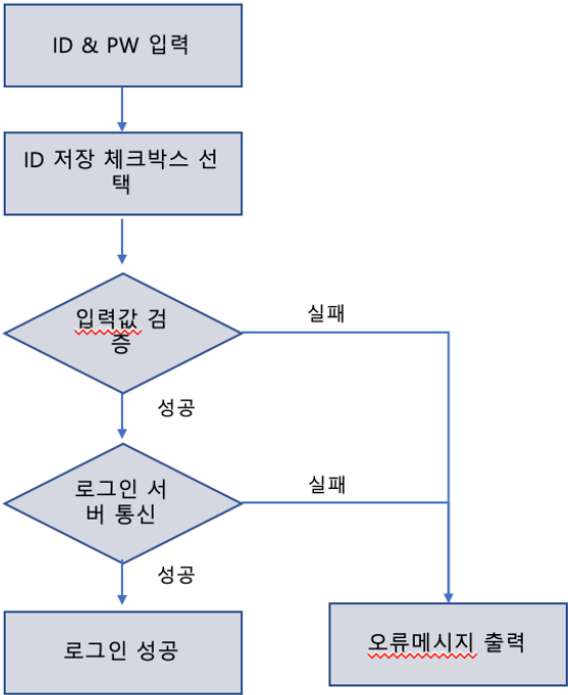 ID & PW 입력
ID 저장 체크박스 선
택
입력값 검
증
실패
성공
로그인 서
버 통신
실패
성공
로그인 성공
오류메시지 출력